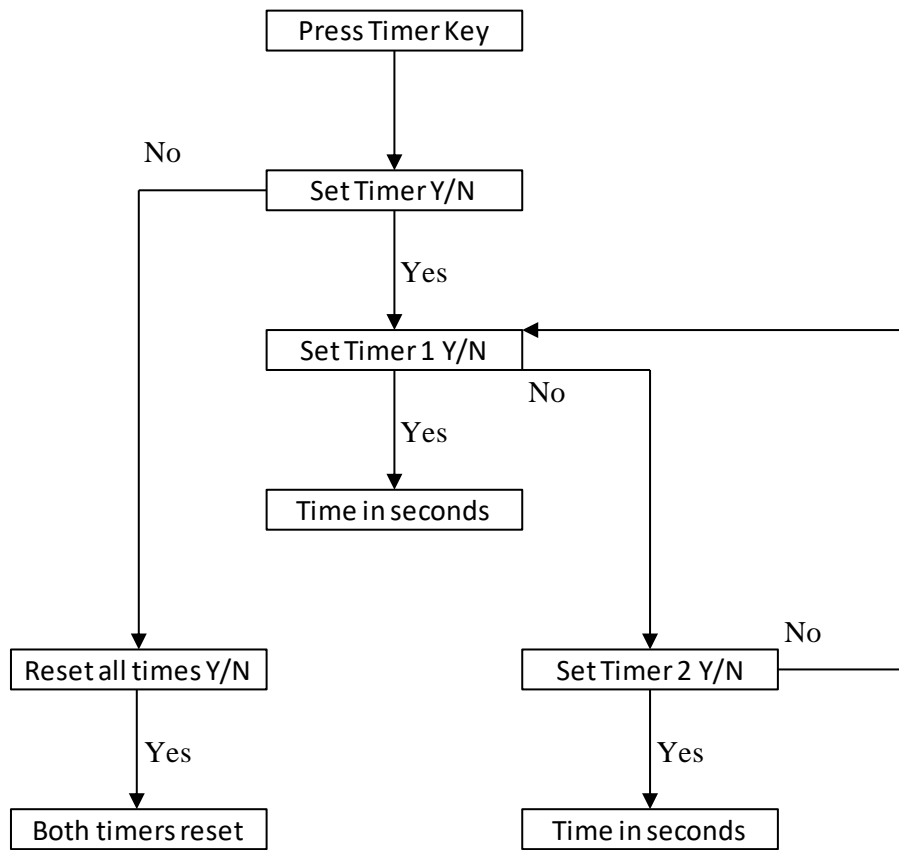 Press Timer Key
No
Set Timer Y/N
Yes
Set Timer 1 Y/N
No
Yes
Time in seconds
No
Reset all times Y/N
Set Timer 2 Y/N
Yes
Yes
Both timers reset
Time in seconds